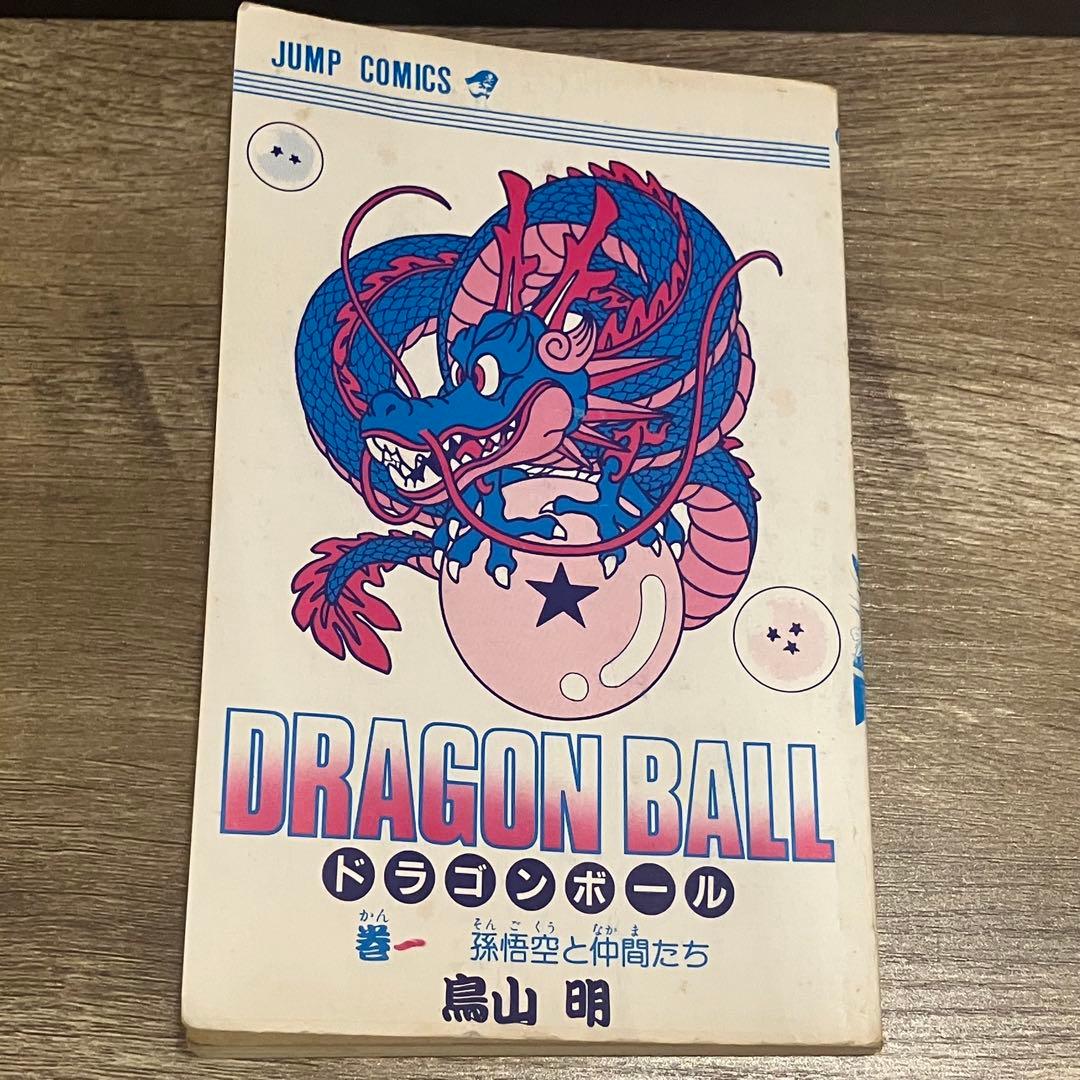 JUMP COMICS
DRAGON BALL
ドラゴンボール
かん そんごくう なかま
巻一 孫悟空と仲間たち
鳥山 明